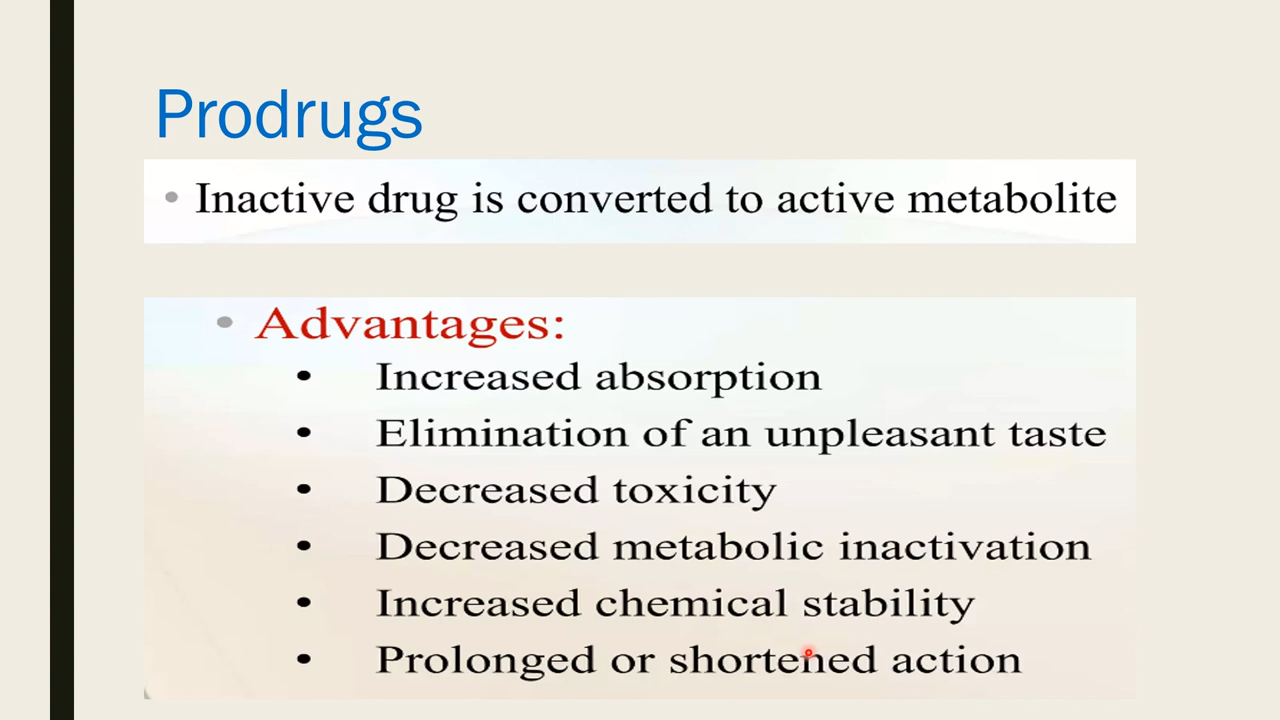 Prodrugs
• Inactive drug is converted to active metabolite
• Advantages:
• Increased absorption
• Elimination of an unpleasant taste
• Decreased toxicity
• Decreased metabolic inactivation
• Increased chemical stability
• Prolonged or shortened action